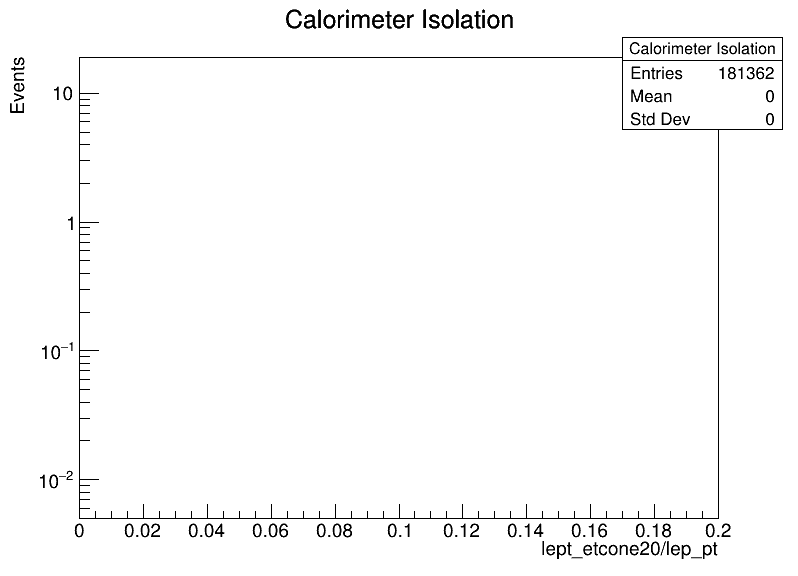 Calorimeter Isolation
Calorimeter Isolation
Entries 181362
Mean 0
Std Dev 0
Events
10
1
10⁻¹
10⁻²
0 0.02 0.04 0.06 0.08 0.1 0.12 0.14 0.16 0.18 0.2
lept_etcone20/lep_pt